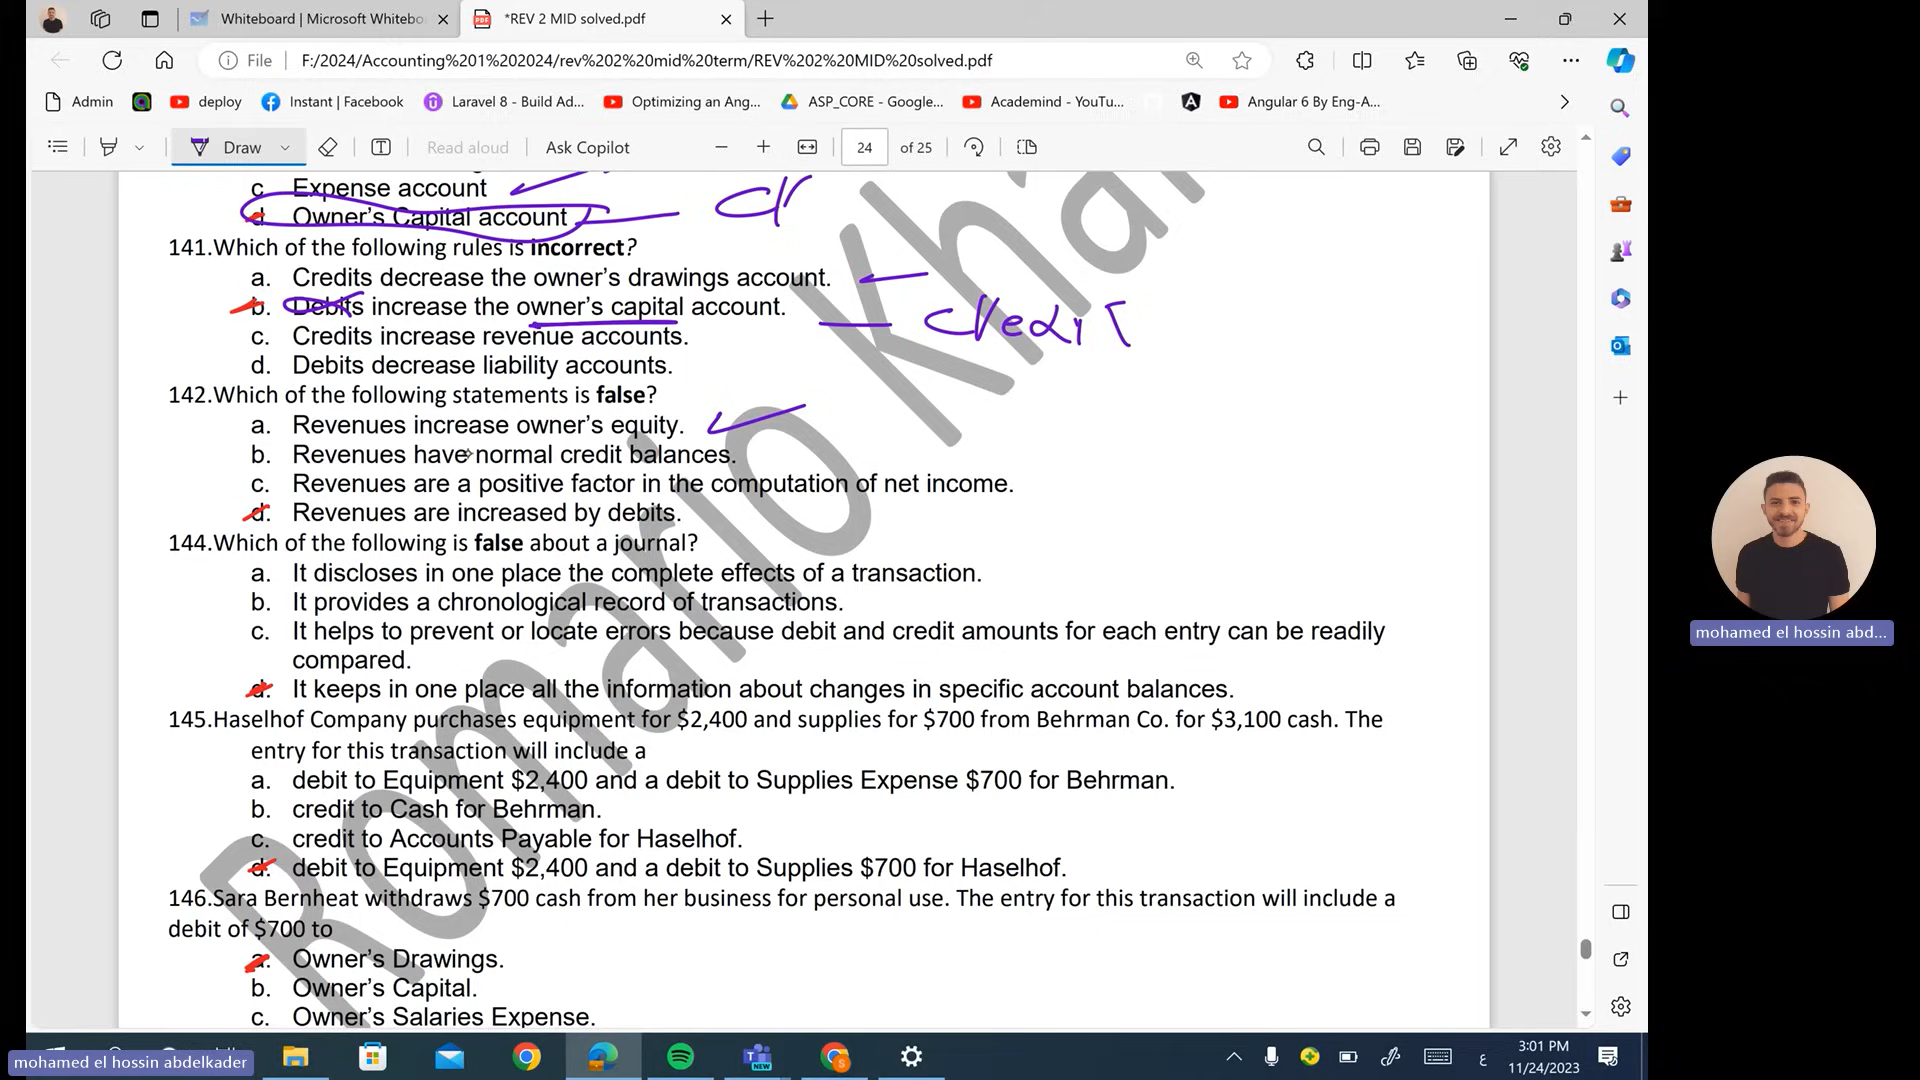 Whiteboard | Microsoft Whitebo
*REV 2 MID solved.pdf
File
F:/2024/Accounting%201%202024/rev%202%20mid%20term/REV%202%20MID%20solved.pdf
Admin
deploy
Instant | Facebook
Laravel 8 - Build Ad...
Optimizing an Ang...
ASP_CORE - Google...
Academind - YouTu...
Angular 6 By Eng-A...
Draw
Read aloud
Ask Copilot
24
of 25
c. Expense account
d. Owner's Capital account
cr
141.Which of the following rules is incorrect?
a. Credits decrease the owner's drawings account.
b. Debits increase the owner's capital account.
credit
c. Credits increase revenue accounts.
d. Debits decrease liability accounts.
142.Which of the following statements is false?
a. Revenues increase owner's equity.
b. Revenues have normal credit balances.
c. Revenues are a positive factor in the computation of net income.
d. Revenues are increased by debits.
144.Which of the following is false about a journal?
a. It discloses in one place the complete effects of a transaction.
b. It provides a chronological record of transactions.
c. It helps to prevent or locate errors because debit and credit amounts for each entry can be readily
compared.
d. It keeps in one place all the information about changes in specific account balances.
145.Haselhof Company purchases equipment for $2,400 and supplies for $700 from Behrman Co. for $3,100 cash. The
entry for this transaction will include a
a. debit to Equipment $2,400 and a debit to Supplies Expense $700 for Behrman.
b. credit to Cash for Behrman.
c. credit to Accounts Payable for Haselhof.
d. debit to Equipment $2,400 and a debit to Supplies $700 for Haselhof.
146.Sara Bernheat withdraws $700 cash from her business for personal use. The entry for this transaction will include a
debit of $700 to
a. Owner's Drawings.
b. Owner's Capital.
c. Owner's Salaries Expense.
Romario Kha
mohamed el hossin abd...
mohamed el hossin abdelkader
NEW
ع
3:01 PM
11/24/2023